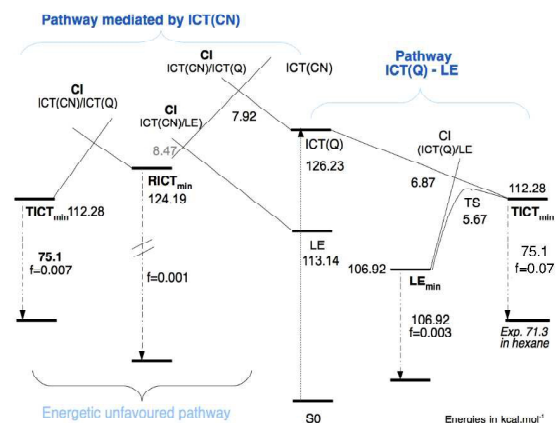 Pathway mediated by ICT(CN)
Pathway
ICT(Q) - LE
CI
ICT(CN)/ICT(Q)
ICT(CN)
CI
ICT(CN)/ICT(Q)
CI
ICT(CN)/LE)
7.92
8.47
ICT(Q)
126.23
CI
(ICT(Q)/LE
6.87
TS
5.67
112.28
TICTmin
RICTmin
124.19
TICTmin 112.28
LE
113.14
106.92
LEmin
75.1
f=0.007
f=0.001
75.1
f=0.07
106.92
f=0.003
Exp. 71.3
in hexane
Energetic unfavoured pathway
S0
Energies in kcal.mol-1